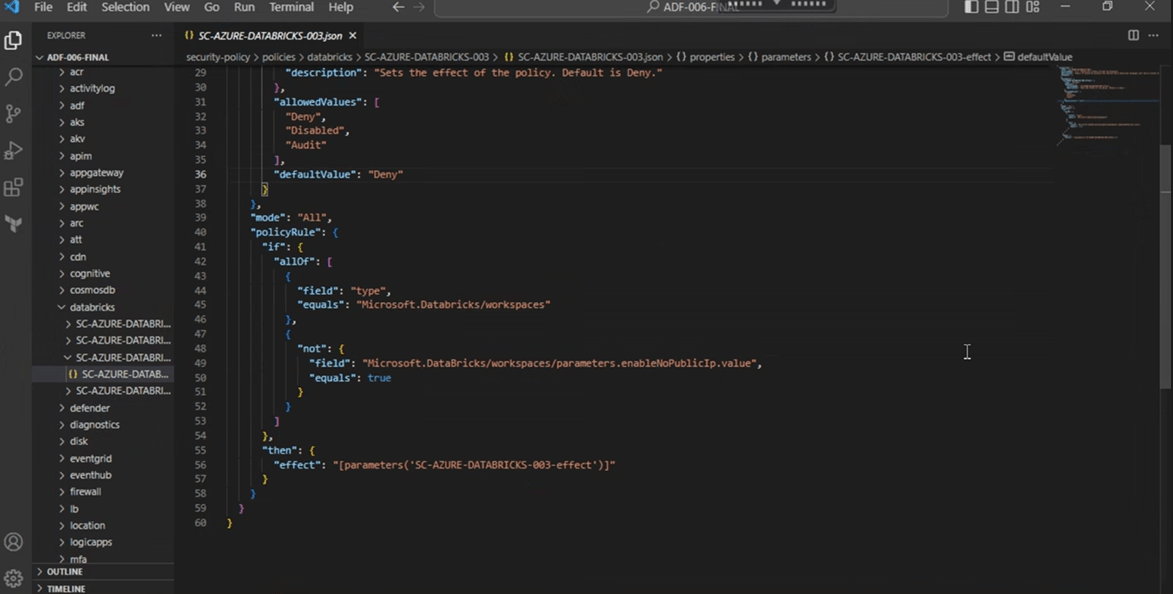 File Edit Selection View Go Run Terminal Help
ADF-006-FINAL
EXPLORER
SC-AZURE-DATABRICKS-003.json
ADF-006-FINAL
security-policy > policies > databricks > SC-AZURE-DATABRICKS-003 > {} SC-AZURE-DATABRICKS-003.json > {} properties > {} parameters > {} SC-AZURE-DATABRICKS-003-effect > defaultValue
acr
activitylog
adf
aks
akv
apim
appgateway
appinsights
appwc
arc
att
cdn
cognitive
cosmosdb
databricks
SC-AZURE-DATABRI...
SC-AZURE-DATABRI...
SC-AZURE-DATABRI...
{} SC-AZURE-DATAB...
SC-AZURE-DATABRI...
defender
diagnostics
disk
eventgrid
eventhub
firewall
lb
location
logicapps
mfa
OUTLINE
TIMELINE
29 "description": "Sets the effect of the policy. Default is Deny."
30 },
31 "allowedValues": [
32 "Deny",
33 "Disabled",
34 "Audit"
35 ],
36 "defaultValue": "Deny"
37 }
38 },
39 "mode": "All",
40 "policyRule": {
41 "if": {
42 "allOf": [
43 {
44 "field": "type",
45 "equals": "Microsoft.Databricks/workspaces"
46 },
47 {
48 "not": {
49 "field": "Microsoft.DataBricks/workspaces/parameters.enableNoPublicIp.value",
50 "equals": true
51 }
52 }
53 ]
54 },
55 "then": {
56 "effect": "[parameters('SC-AZURE-DATABRICKS-003-effect')]"
57 }
58 }
59 }
60 }